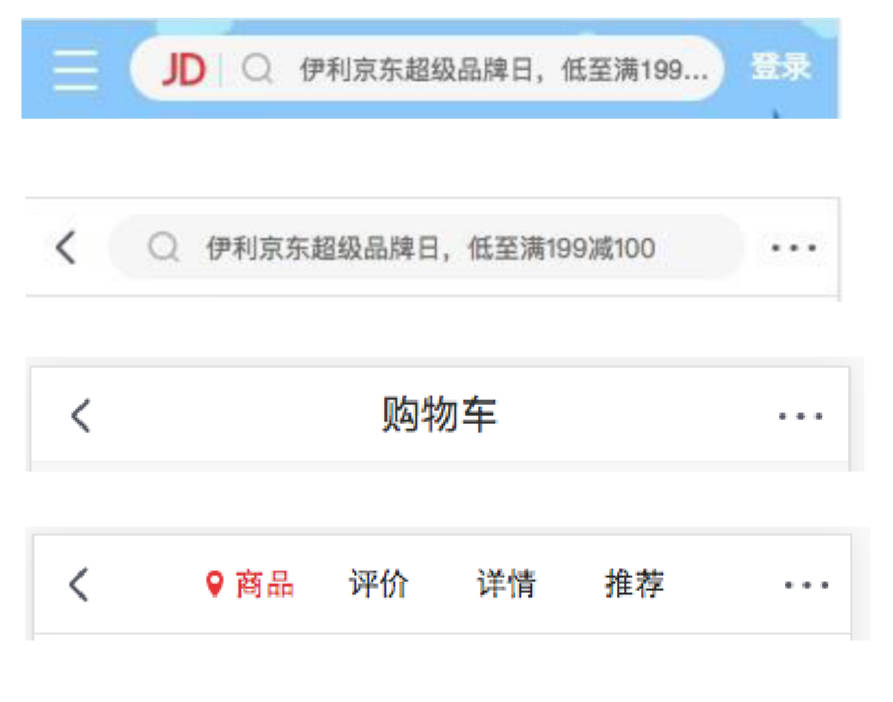 JD 伊利京东超级品牌日，低至满199... 登录
伊利京东超级品牌日，低至满199减100 ...
购物车 ...
商品 评价 详情 推荐 ...